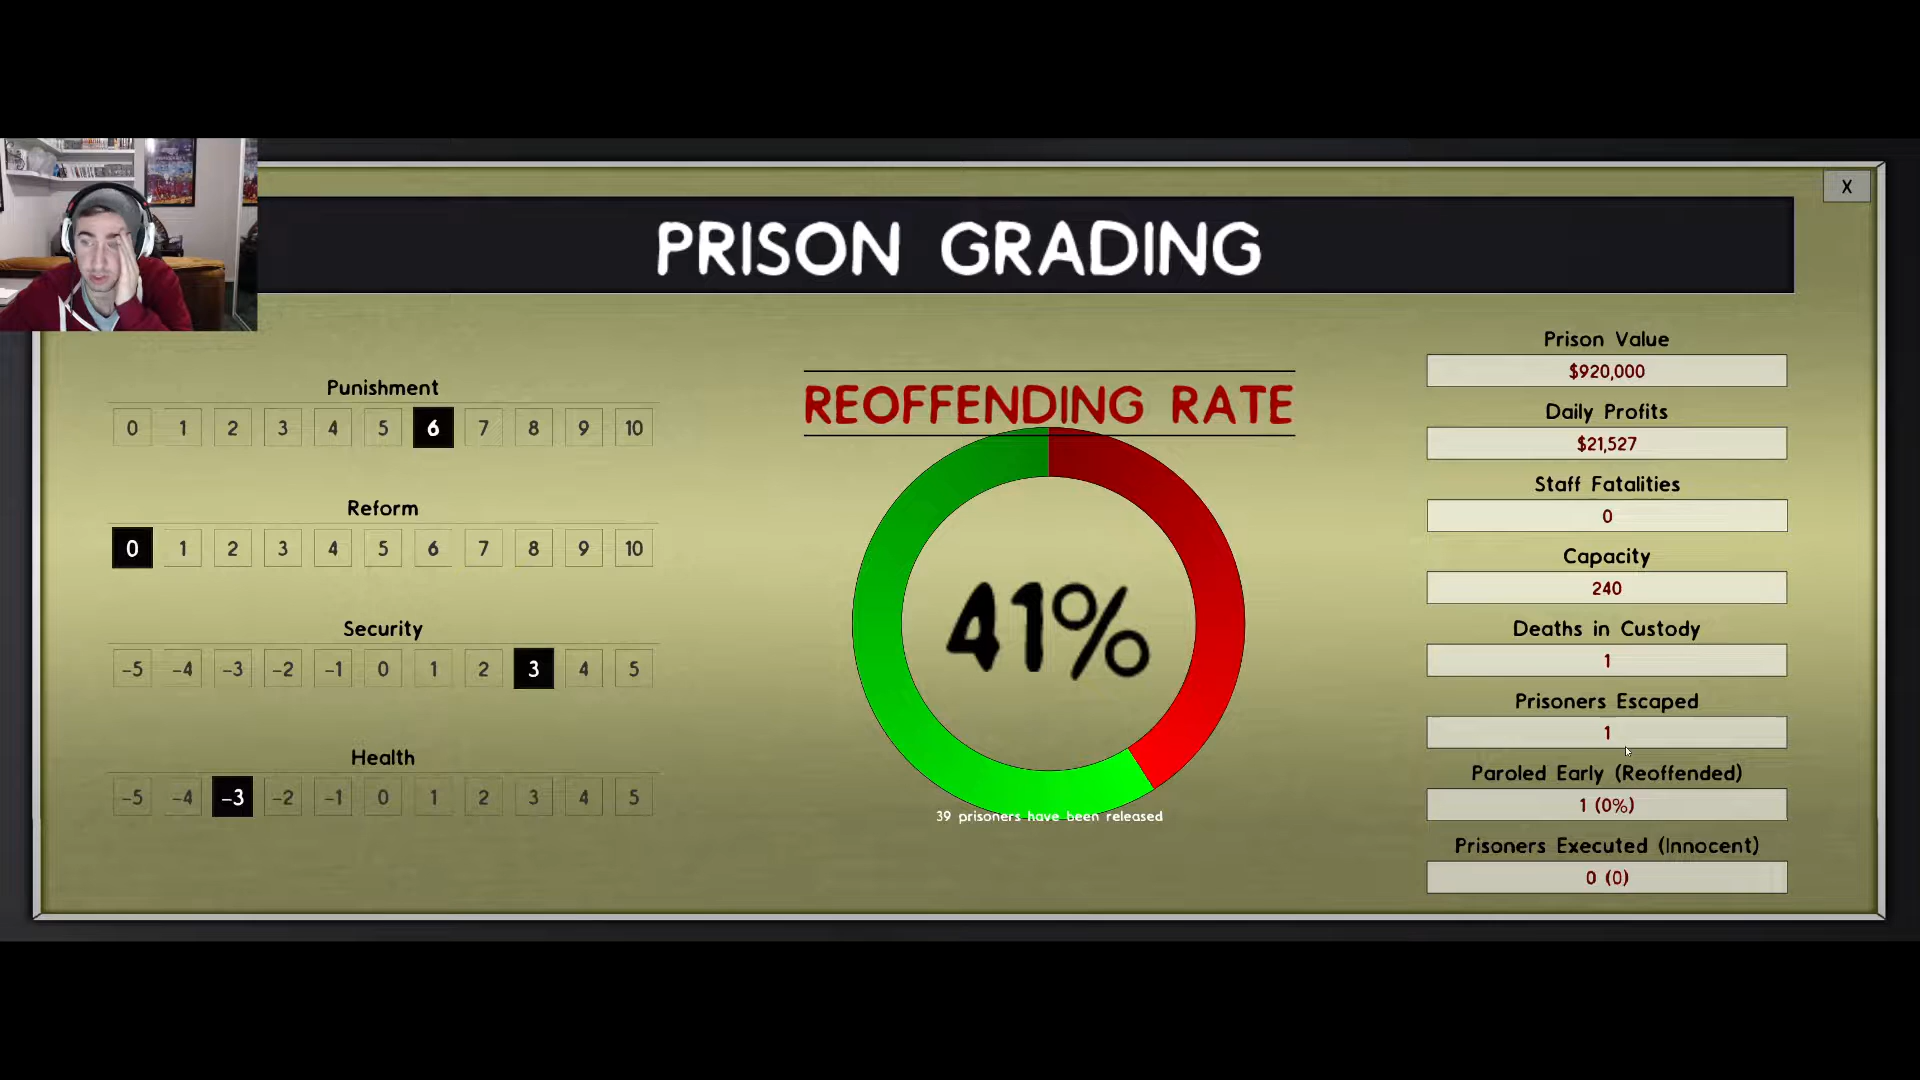 X
PRISON GRADING
Punishment
0 1 2 3 4 5 6 7 8 9 10
Reform
0 1 2 3 4 5 6 7 8 9 10
Security
-5 -4 -3 -2 -1 0 1 2 3 4 5
Health
-5 -4 -3 -2 -1 0 1 2 3 4 5
REOFFENDING RATE
41%
39 prisoners have been released
Prison Value
$920,000
Daily Profits
$21,527
Staff Fatalities
0
Capacity
240
Deaths in Custody
1
Prisoners Escaped
1
Paroled Early (Reoffended)
1 (0%)
Prisoners Executed (Innocent)
0 (0)